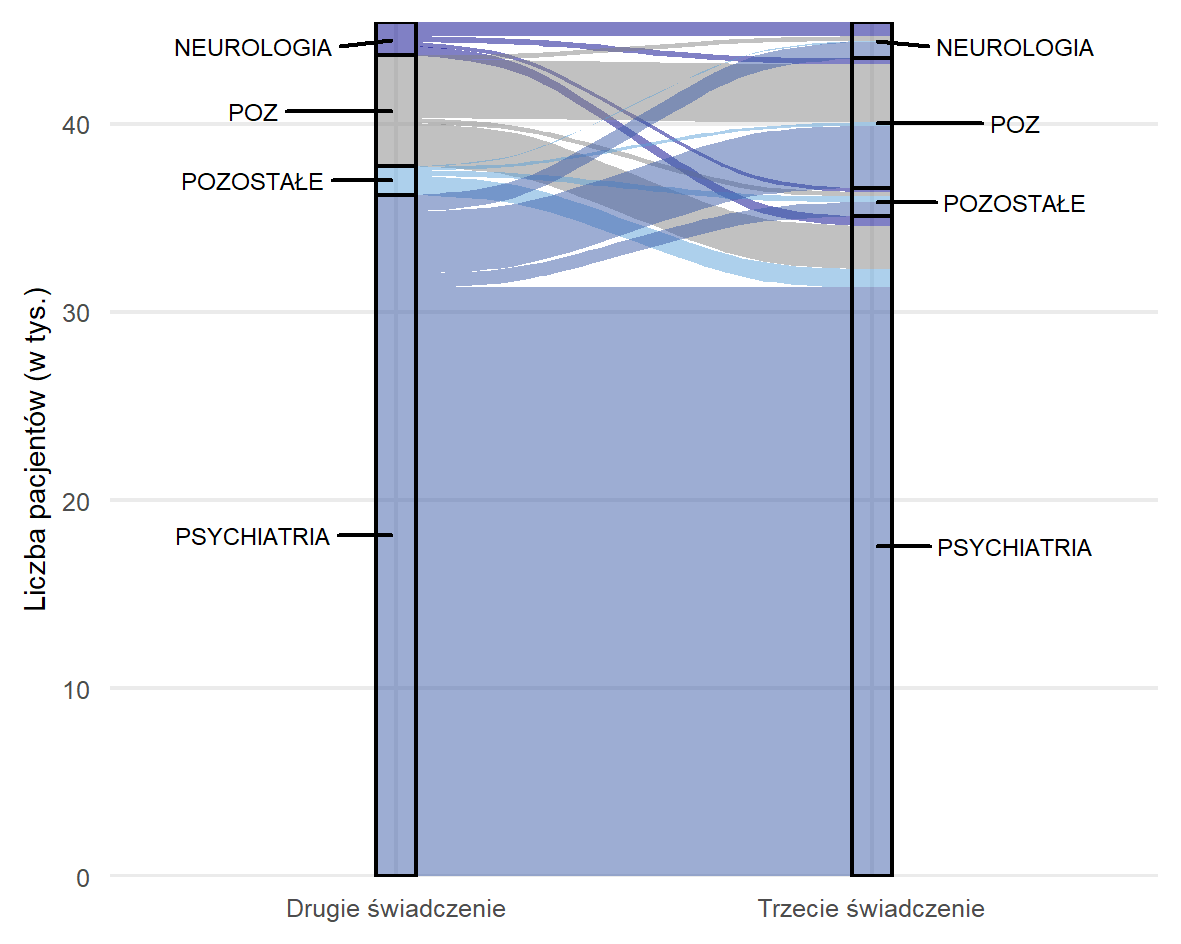 NEUROLOGIA
NEUROLOGIA
POZ
POZ
40
POZOSTAŁE
POZOSTAŁE
30
Liczba pacjentów (w tys.)
20
PSYCHIATRIA
PSYCHIATRIA
10
0
Drugie świadczenie
Trzecie świadczenie